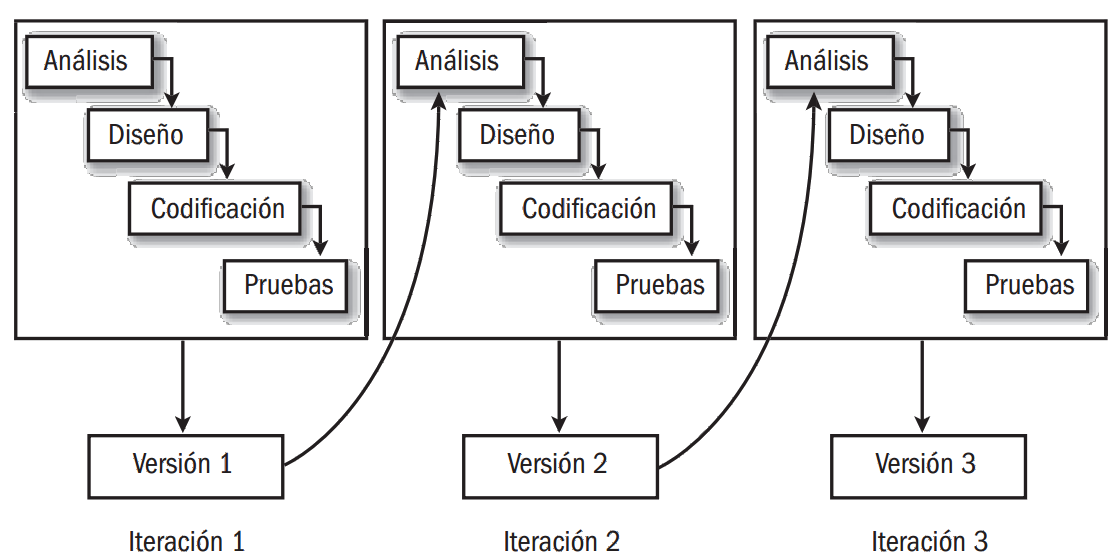 Análisis
Diseño
Codificación
Pruebas
Versión 1
Iteración 1
Análisis
Diseño
Codificación
Pruebas
Versión 2
Iteración 2
Análisis
Diseño
Codificación
Pruebas
Versión 3
Iteración 3